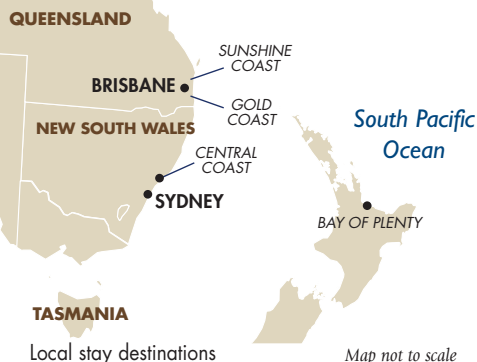 QUEENSLAND
SUNSHINE
COAST
BRISBANE
GOLD
COAST
South Pacific
Ocean
NEW SOUTH WALES
CENTRAL
COAST
SYDNEY
BAY OF PLENTY
TASMANIA
Local stay destinations
Map not to scale